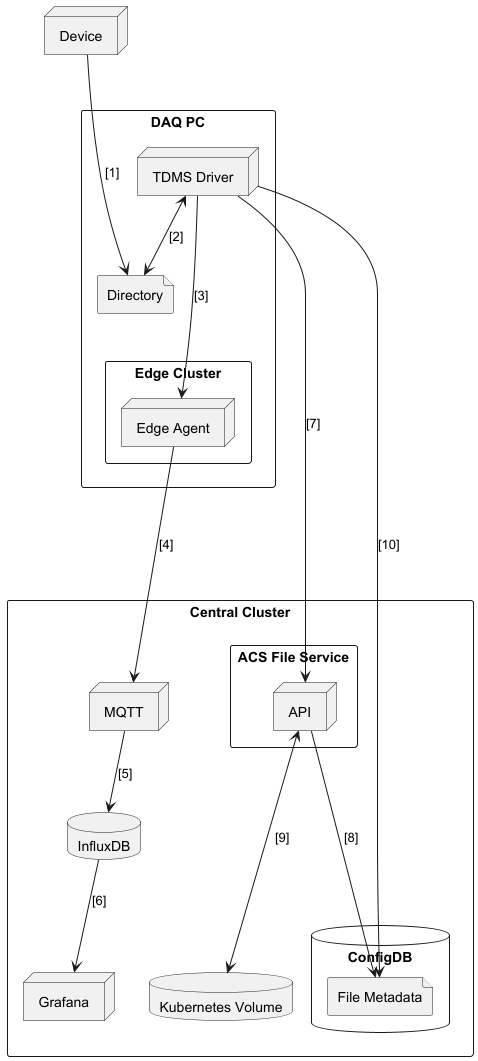 Device
DAQ PC
[1]
TDMS Driver
[2]
Directory
[3]
Edge Cluster
Edge Agent
[7]
[4]
[10]
Central Cluster
ACS File Service
MQTT
API
[5]
InfluxDB
[9]
[8]
[6]
ConfigDB
Grafana
Kubernetes Volume
File Metadata